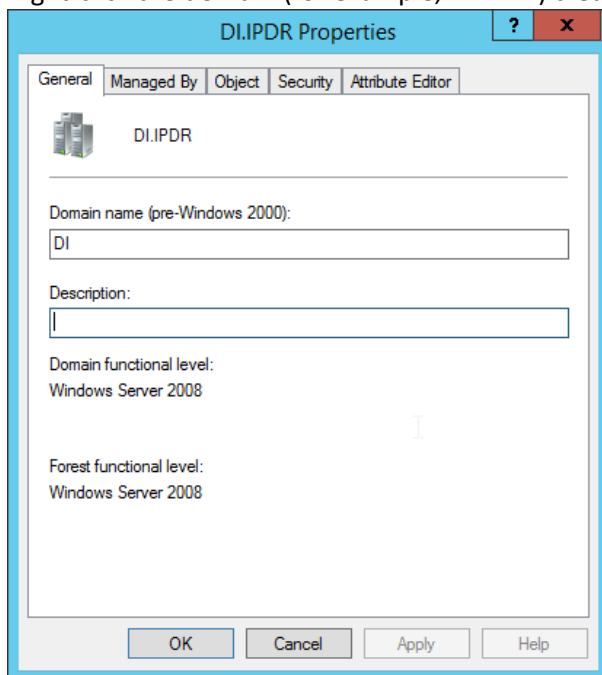 DI.IPDR Properties
? x
General Managed By Object Security Attribute Editor
DI.IPDR
Domain name (pre-Windows 2000):
DI
Description:
Domain functional level:
Windows Server 2008
Forest functional level:
Windows Server 2008
OK Cancel Apply Help